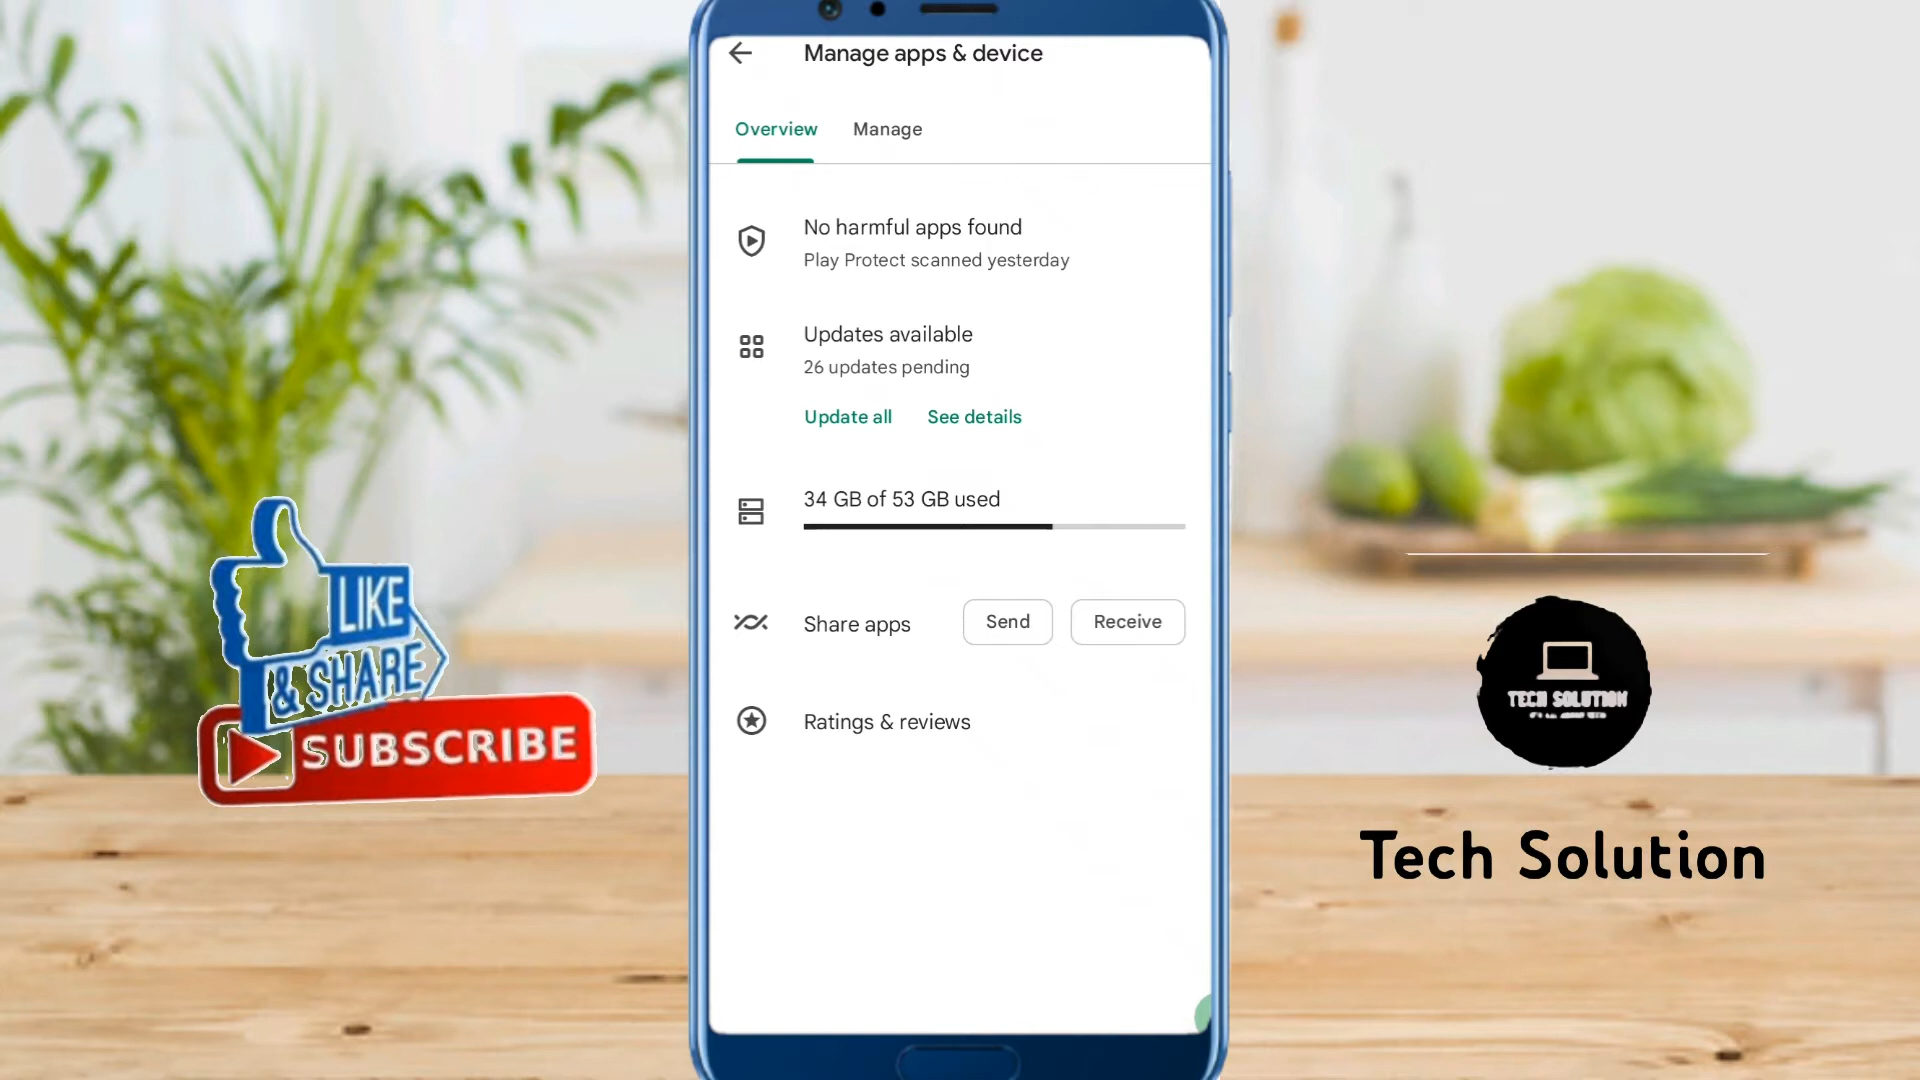 Manage apps & device
Overview Manage
No harmful apps found
Play Protect scanned yesterday
Updates available
26 updates pending
Update all See details
34 GB of 53 GB used
Share apps Send Receive
Ratings & reviews
LIKE
& SHARE
SUBSCRIBE
TECH SOLUTION
Tech Solution